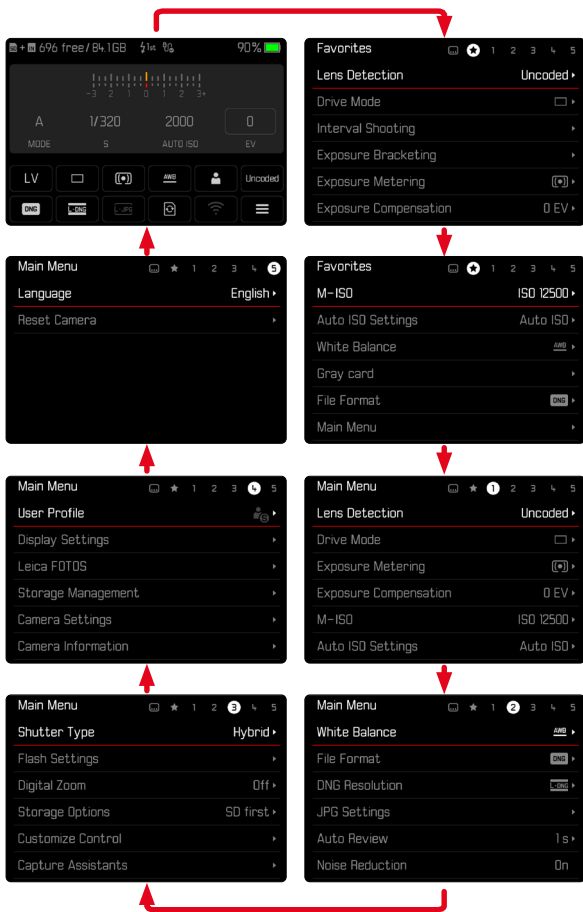 + 696 free / 84.1GB 1st 90%
-3 2 1 0 1 2 3+
A 1/320 2000 0
MODE S AUTO ISO EV
LV AWB Uncoded
DNG L-DNG L-JPG
Favorites 1 2 3 4 5
Lens Detection Uncoded
Drive Mode
Interval Shooting
Exposure Bracketing
Exposure Metering
Exposure Compensation 0 EV
Favorites 1 2 3 4 5
M-ISO ISO 12500
Auto ISO Settings Auto ISO
White Balance AWB
Gray card
File Format DNG
Main Menu
Main Menu 1 2 3 4 5
Lens Detection Uncoded
Drive Mode
Exposure Metering
Exposure Compensation 0 EV
M-ISO ISO 12500
Auto ISO Settings Auto ISO
Main Menu 1 2 3 4 5
White Balance AWB
File Format DNG
DNG Resolution L-DNG
JPG Settings
Auto Review 1 s
Noise Reduction On
Main Menu 1 2 3 4 5
Shutter Type Hybrid
Flash Settings
Digital Zoom Off
Storage Options SD first
Customize Control
Capture Assistants
Main Menu 1 2 3 4 5
User Profile
Display Settings
Leica FOTOS
Storage Management
Camera Settings
Camera Information
Main Menu 1 2 3 4 5
Language English
Reset Camera